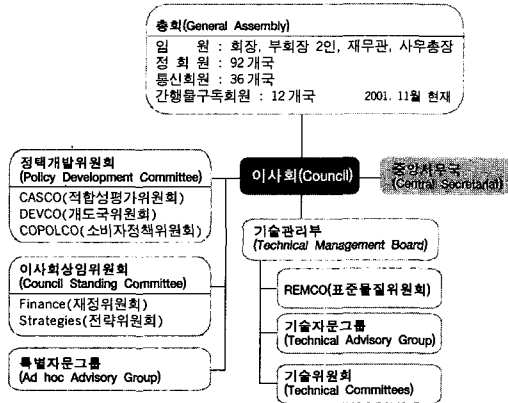 총회(General Assembly)
임 원 : 회장, 부회장 2인, 재무관, 사무총장
정 회 원 : 92개국
통신회원 : 36개국
간행물구독회원 : 12개국 2001. 11월 현재
정택개발위원회
(Policy Development Committee)
CASCO(적합성평가위원회)
DEVCO(개도국위원회)
COPOLCO(소비자정책위원회)
이사회(Council)
중앙사무국
(Central Secretariat)
기술관리부
(Technical Management Board)
이사회상임위원회
(Council Standing Committee)
Finance(재정위원회)
Strategies(전략위원회)
REMCO(표준물질위원회)
기술자문그룹
(Technical Advisory Group)
특별자문그룹
(Ad hoc Advisory Group)
기술위원회
(Technical Committees)